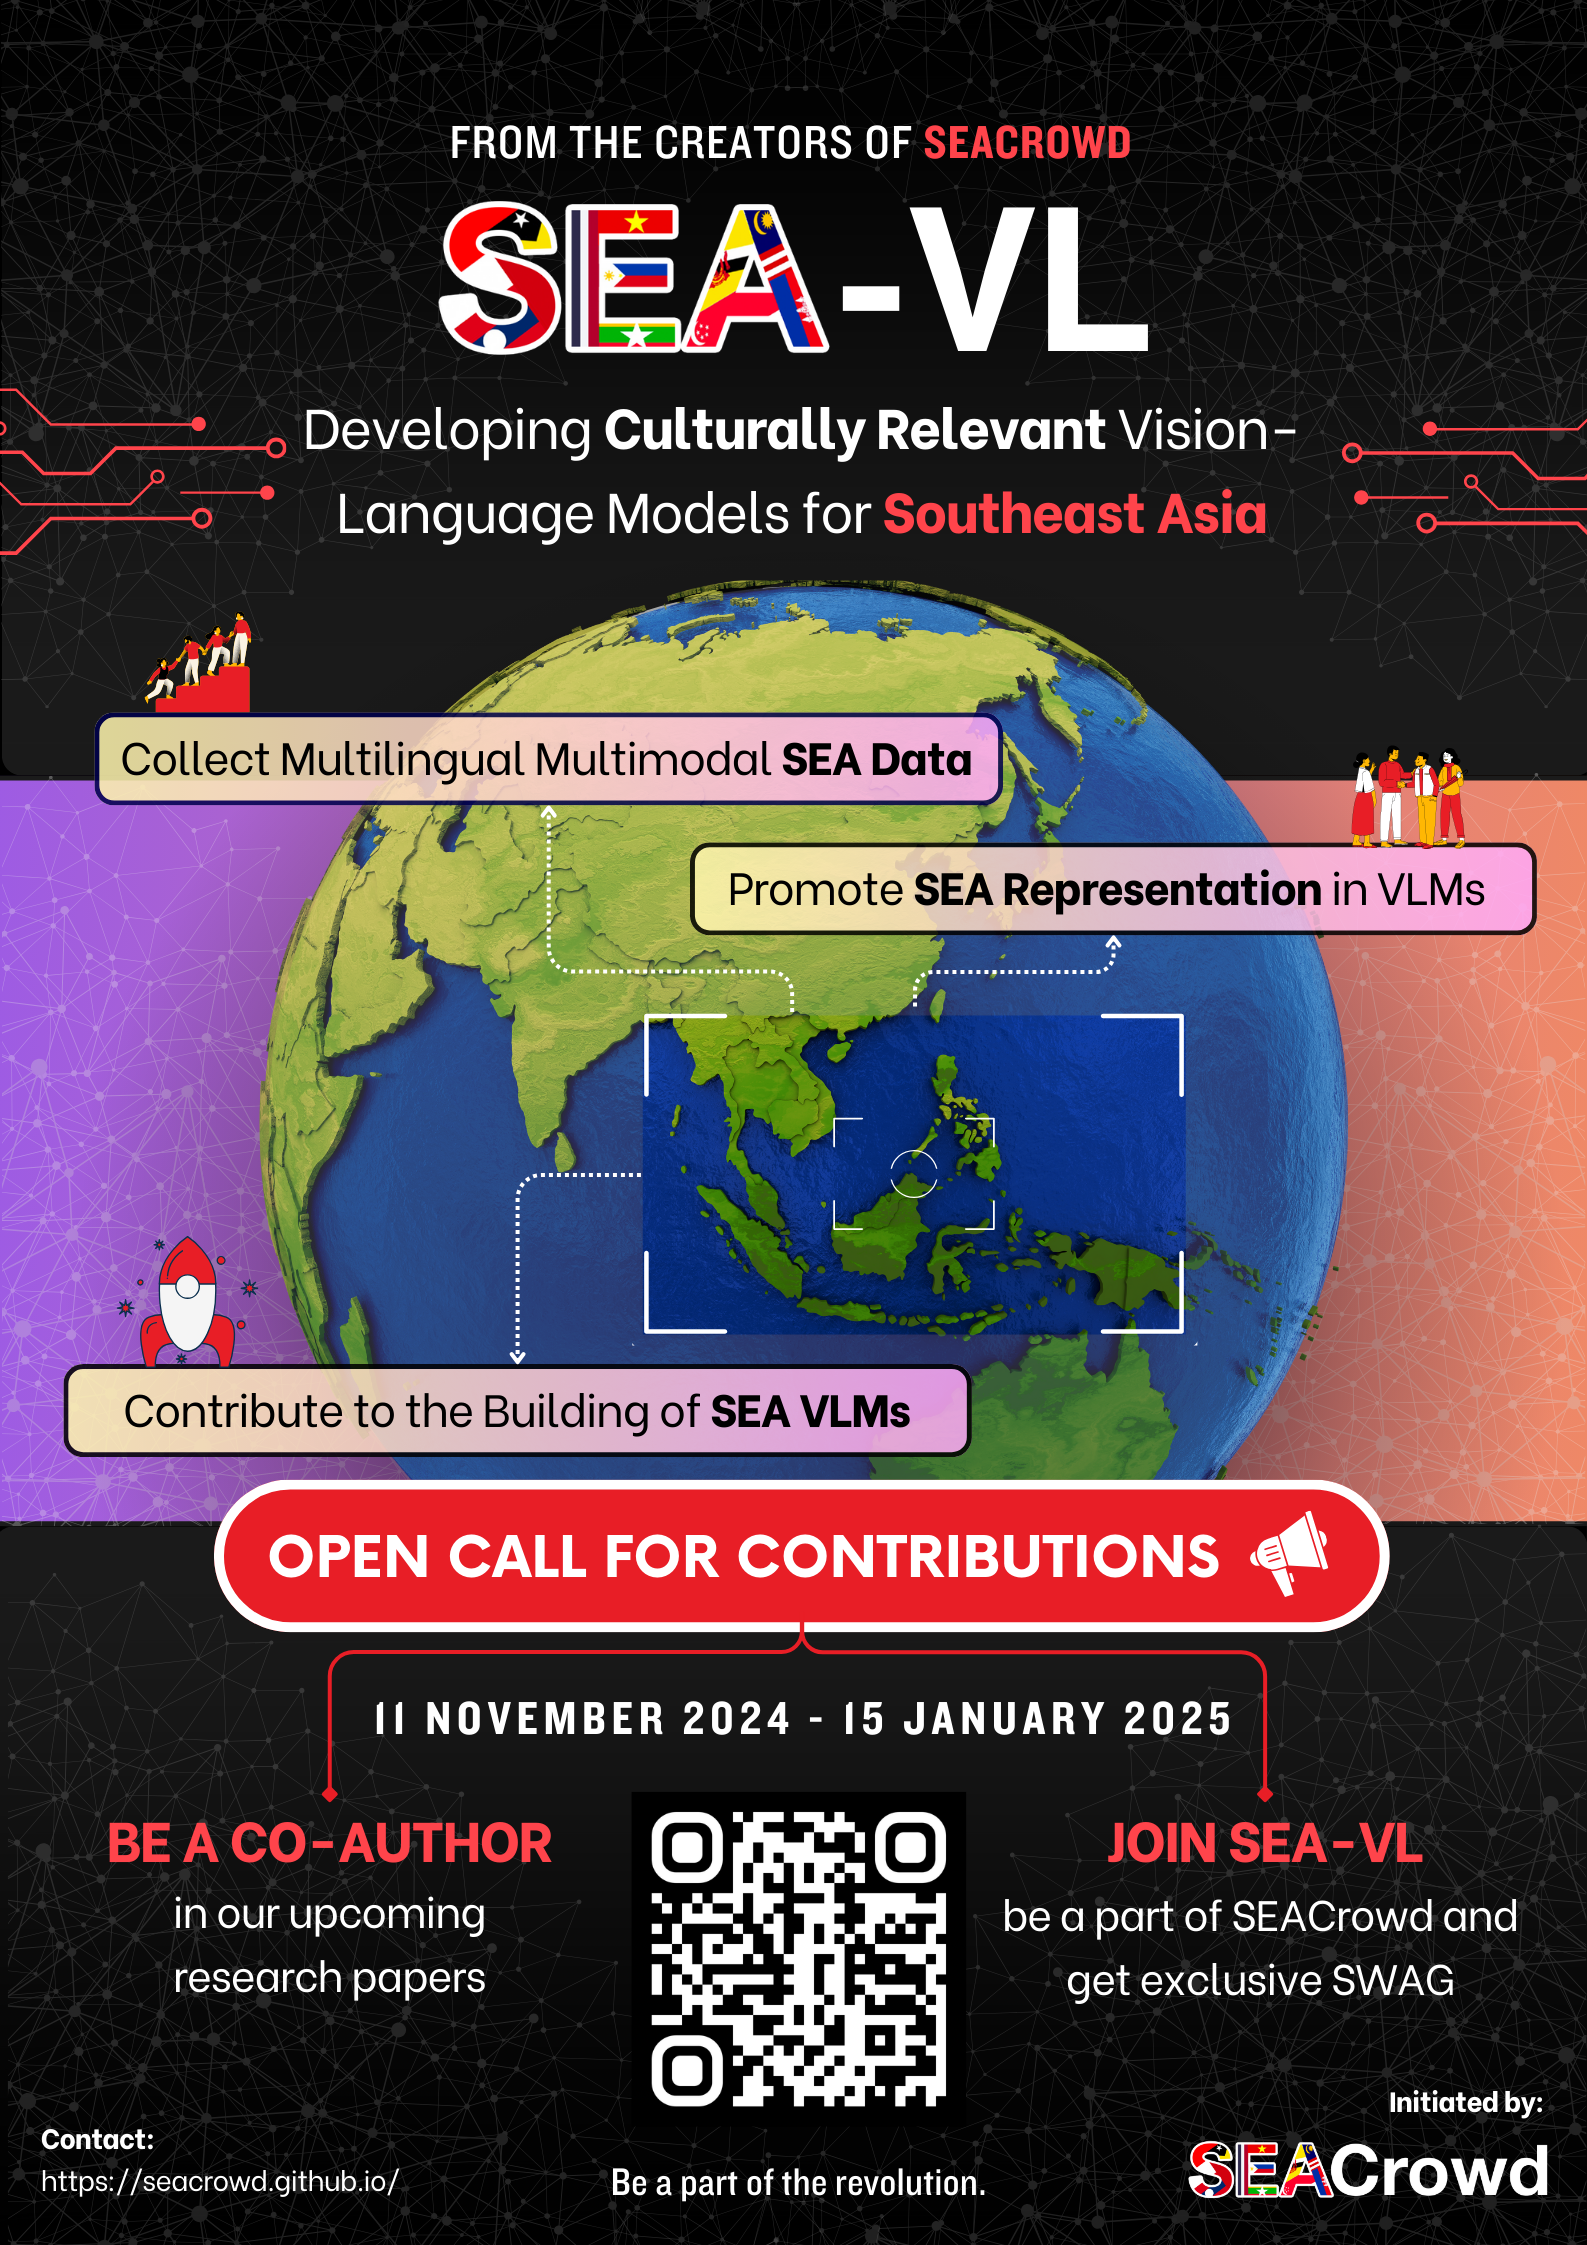 FROM THE CREATORS OF SEACROWD
SEA-VL
Developing Culturally Relevant Vision-
Language Models for Southeast Asia
Collect Multilingual Multimodal SEA Data
Promote SEA Representation in VLMs
Contribute to the Building of SEA VLMs
OPEN CALL FOR CONTRIBUTIONS
11 NOVEMBER 2024 - 15 JANUARY 2025
BE A CO-AUTHOR
in our upcoming
research papers
JOIN SEA-VL
be a part of SEACrowd and
get exclusive SWAG
Contact:
https://seacrowd.github.io/
Be a part of the revolution.
Initiated by:
SEACrowd